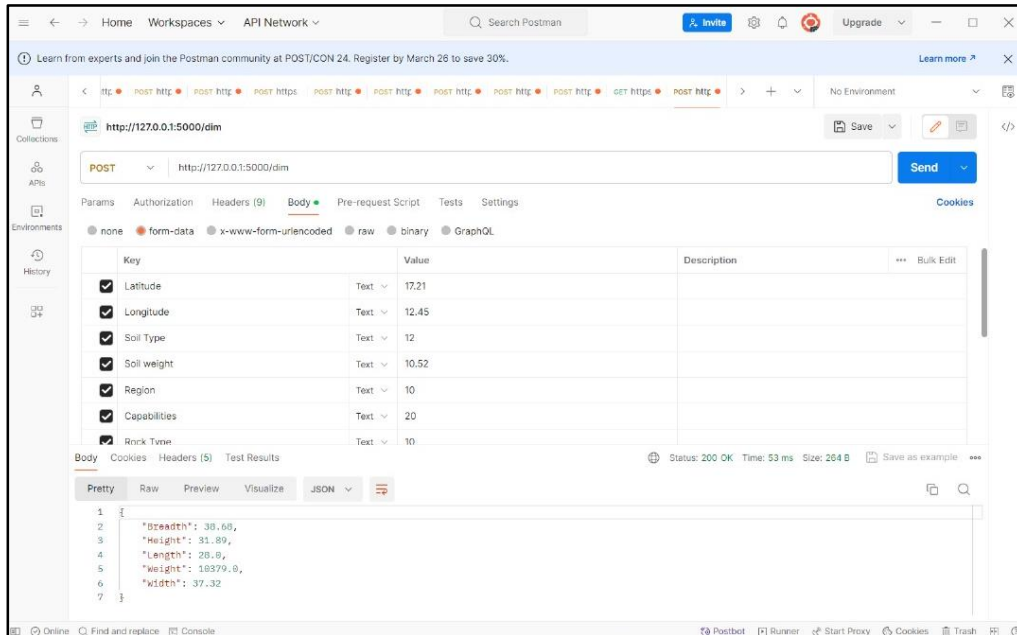 Home Workspaces API Network Search Postman Invite Upgrade
Learn from experts and join the Postman community at POST/CON 24. Register by March 26 to save 30%. Learn more
POST http POST http POST https POST http POST http POST http POST http POST http GET https POST http No Environment
http://127.0.0.1:5000/dim Save
Collections
POST http://127.0.0.1:5000/dim Send
APIs
Params Authorization Headers (9) Body Pre-request Script Tests Settings Cookies
Environments
none form-data x-www-form-urlencoded raw binary GraphQL
History
Key Value Description Bulk Edit
Latitude Text 17.21
Longitude Text 12.45
Soil Type Text 12
Soil weight Text 10.52
Region Text 10
Capabilities Text 20
Rock Type Text 10
Body Cookies Headers (5) Test Results Status: 200 OK Time: 53 ms Size: 264 B Save as example
Pretty Raw Preview Visualize JSON
1 {
2 "Breadth": 38.68,
3 "Height": 31.89,
4 "Length": 28.0,
5 "Weight": 10379.0,
6 "Width": 37.32
7 }
Online Find and replace Console Postbot Runner Start Proxy Cookies Trash